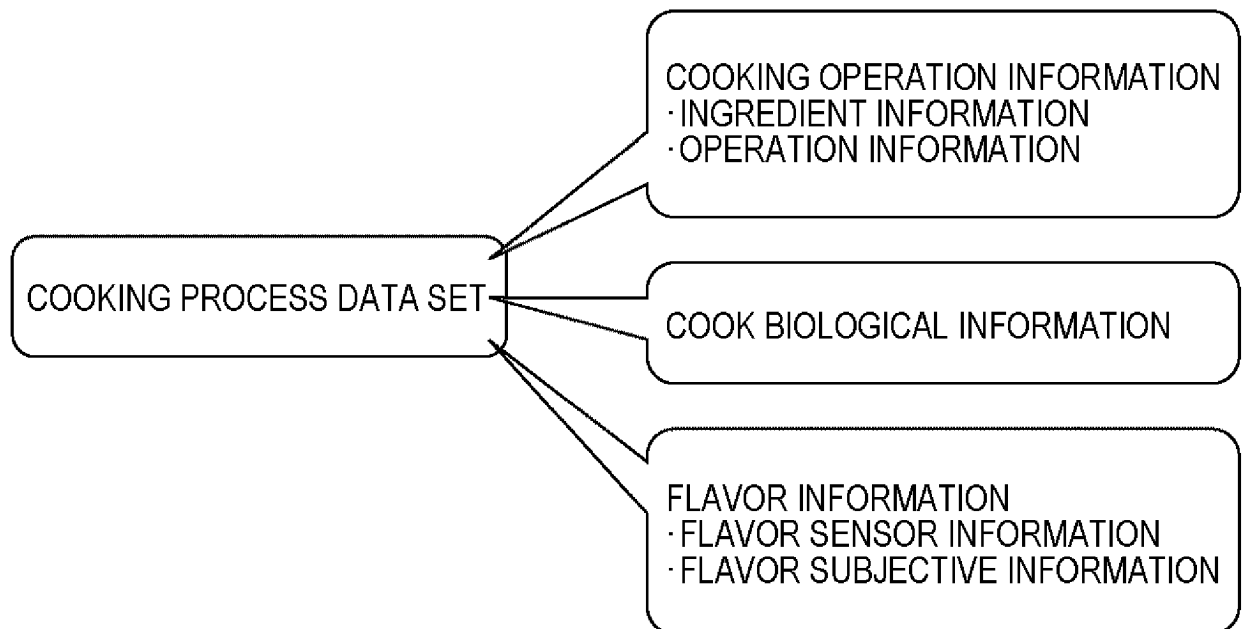 COOKING OPERATION INFORMATION
·INGREDIENT INFORMATION
·OPERATION INFORMATION
COOKING PROCESS DATA SET
COOK BIOLOGICAL INFORMATION
FLAVOR INFORMATION
·FLAVOR SENSOR INFORMATION
·FLAVOR SUBJECTIVE INFORMATION